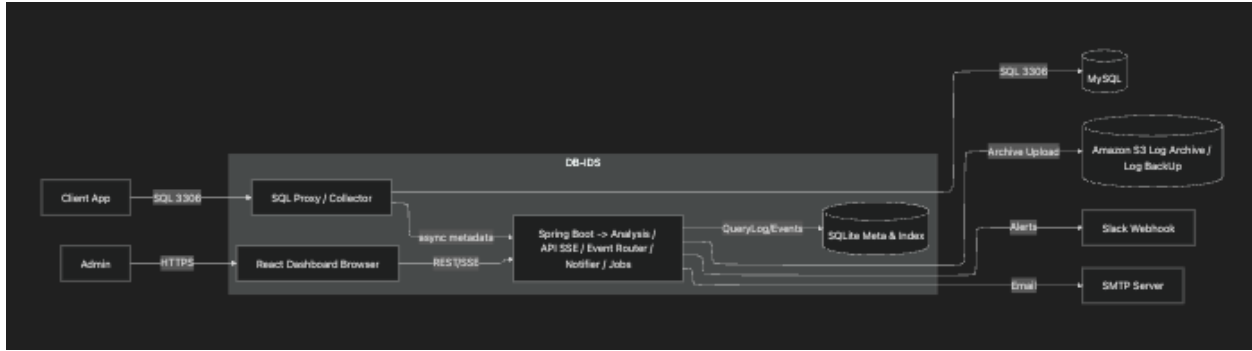 DB-IDS
SQL 3306
MySQL
Archive Upload
Amazon S3 Log Archive /
Log BackUp
Client App
SQL 3306
SQL Proxy / Collector
async metadata
Spring Boot -> Analysis /
API SSE / Event Router /
Notifier / Jobs
QueryLog/Events
SQLite Meta & Index
Alerts
Slack Webhook
Admin
HTTPS
React Dashboard Browser
REST/SSE
Email
SMTP Server